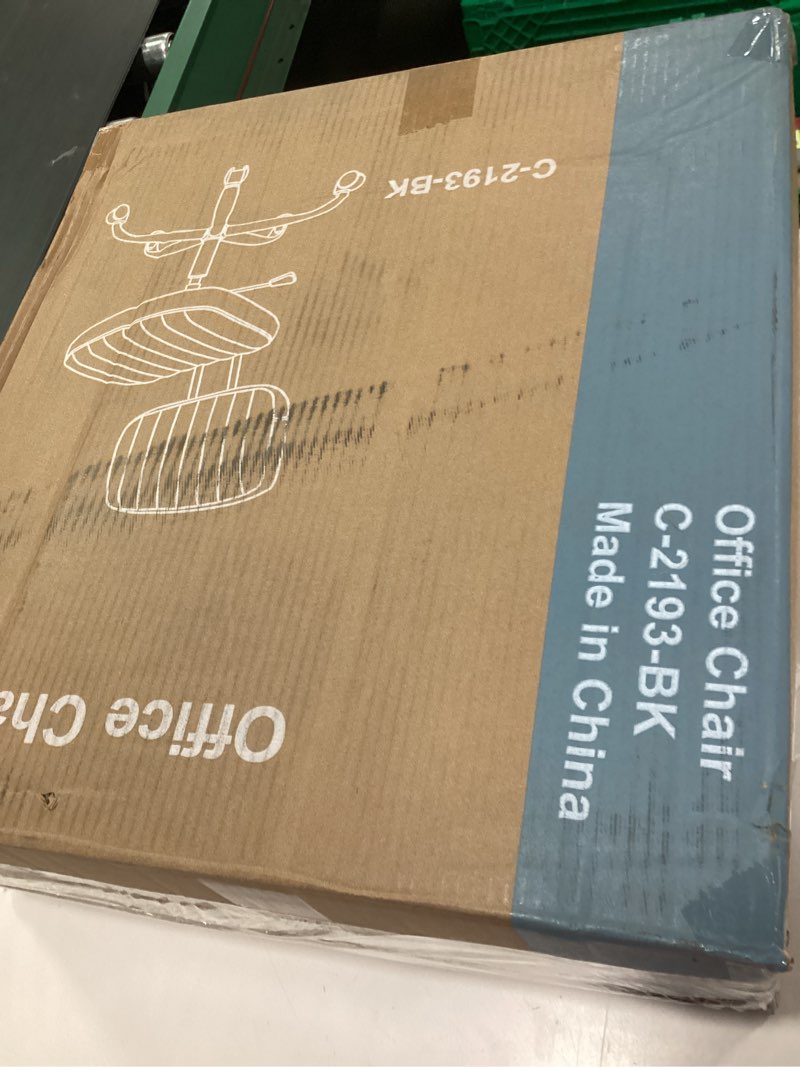 C-2193-BK
Office Cha
Office Chair
C-2193-BK
Made in China